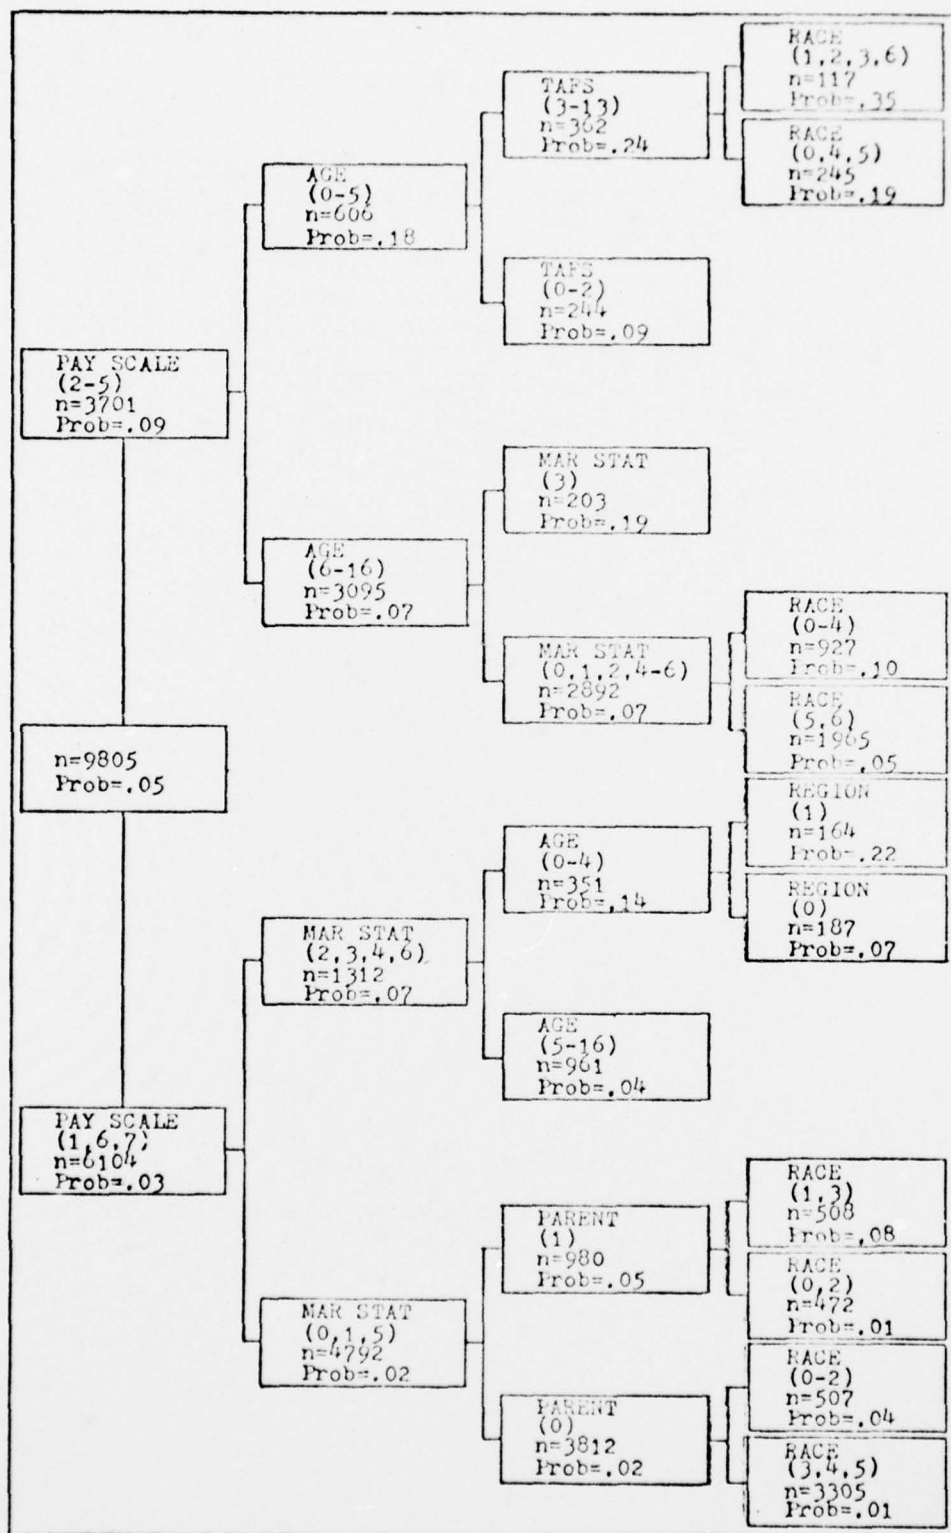 RACE
(1,2,3,6)
n=117
Prob=.35
TAFS
(3-13)
n=362
Prob=.24
RACE
(0,4,5)
n=245
Prob=.19
AGE
(0-5)
n=606
Prob=.18
TAFS
(0-2)
n=244
Prob=.09
PAY SCALE
(2-5)
n=3701
Prob=.09
MAR STAT
(3)
n=203
Prob=.19
AGE
(6-16)
n=3095
Prob=.07
RACE
(0-4)
n=927
Prob=.10
MAR STAT
(0,1,2,4-6)
n=2892
Prob=.07
RACE
(5,6)
n=1965
Prob=.05
n=9805
Prob=.05
REGION
(1)
n=164
Prob=.22
AGE
(0-4)
n=351
Prob=.14
REGION
(0)
n=187
Prob=.07
MAR STAT
(2,3,4,6)
n=1312
Prob=.07
AGE
(5-16)
n=961
Prob=.04
PAY SCALE
(1,6,7)
n=6104
Prob=.03
RACE
(1,3)
n=508
Prob=.08
PARENT
(1)
n=980
Prob=.05
RACE
(0,2)
n=472
Prob=.01
MAR STAT
(0,1,5)
n=4792
Prob=.02
RACE
(0-2)
n=507
Prob=.04
PARENT
(0)
n=3812
Prob=.02
RACE
(3,4,5)
n=3305
Prob=.01